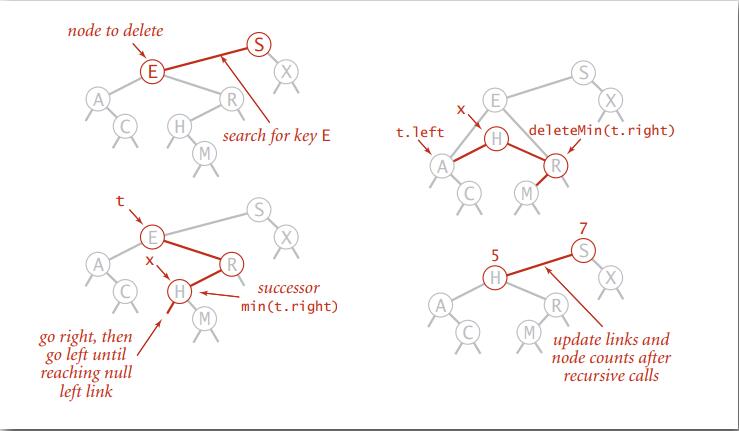 node to delete
S
E
X
A
R
C
H
M
search for key E
t
S
E
X
x
A
R
C
H
M
successor
min(t.right)
go right, then
go left until
reaching null
left link
S
E
X
x
t.left
H
deleteMin(t.right)
A
R
C
M
7
5
S
H
X
A
R
C
M
update links and
node counts after
recursive calls